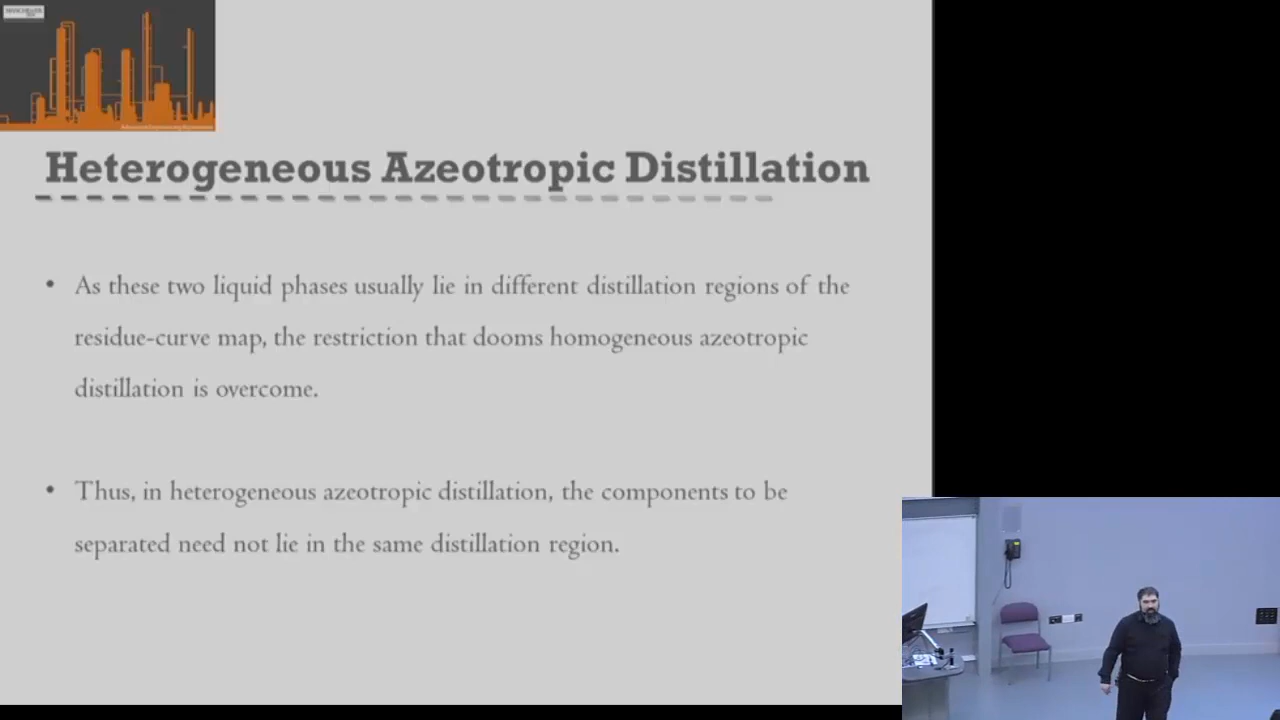 Heterogeneous Azeotropic Distillation
• As these two liquid phases usually lie in different distillation regions of the
residue-curve map, the restriction that dooms homogeneous azeotropic
distillation is overcome.
• Thus, in heterogeneous azeotropic distillation, the components to be
separated need not lie in the same distillation region.